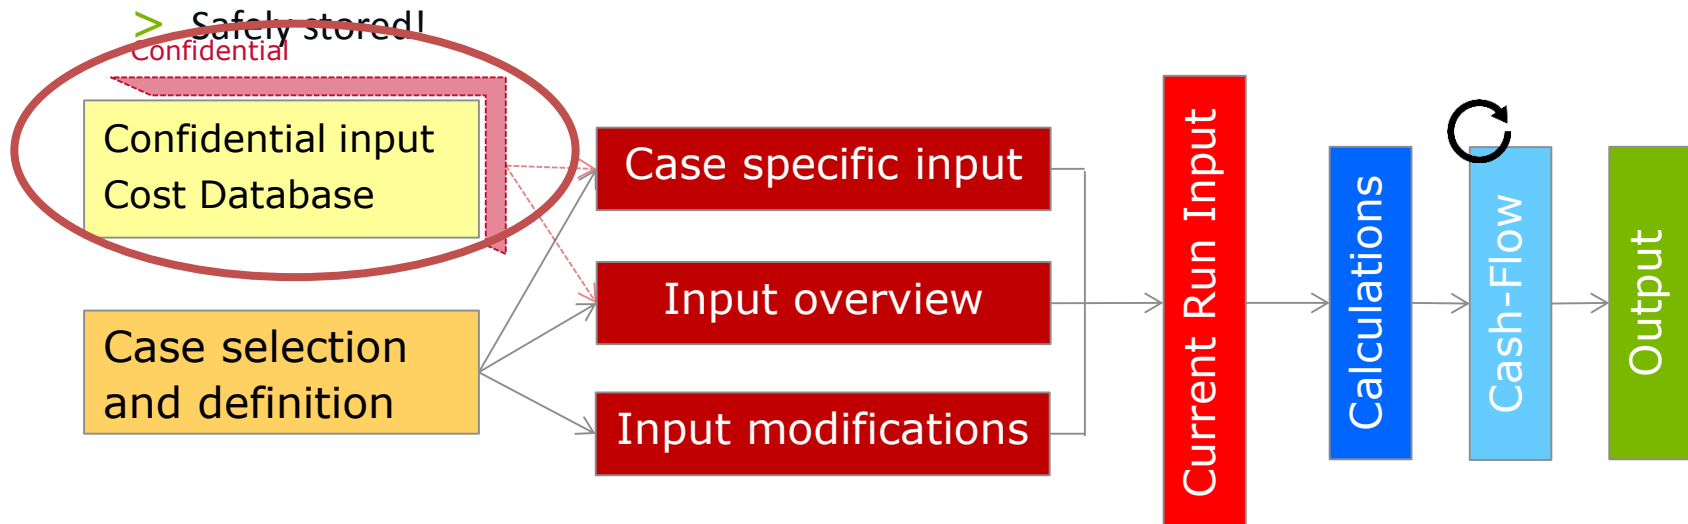 > Safely stored!
Confidential
Confidential input
Cost Database
Case selection
and definition
Case specific input
Input overview
Input modifications
Current Run Input
Calculations
Cash-Flow
Output